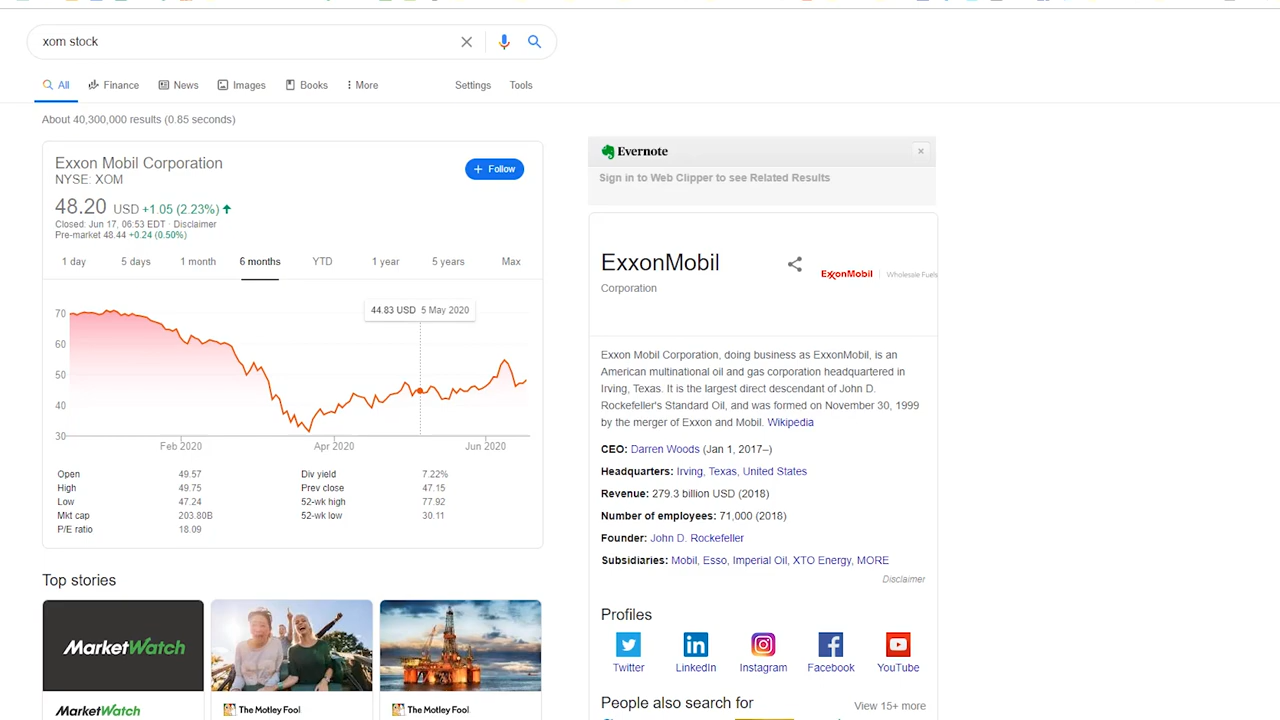 xom stock
All
Finance
News
Images
Books
More
Settings
Tools
About 40,300,000 results (0.85 seconds)
Exxon Mobil Corporation
NYSE: XOM
+ Follow
48.20 USD +1.05 (2.23%)
Closed: Jun 17, 06:53 EDT · Disclaimer
Pre-market 48.44 +0.24 (0.50%)
1 day
5 days
1 month
6 months
YTD
1 year
5 years
Max
44.83 USD 5 May 2020
70
60
50
40
30
Feb 2020
Apr 2020
Jun 2020
Open 49.57
High 49.75
Low 47.24
Mkt cap 203.80B
P/E ratio 18.09
Div yield 7.22%
Prev close 47.15
52-wk high 77.92
52-wk low 30.11
Top stories
MarketWatch
MarketWatch
The Motley Fool
The Motley Fool
Evernote
Sign in to Web Clipper to see Related Results
ExxonMobil
Corporation
ExxonMobil
Wholesale Fuels
Exxon Mobil Corporation, doing business as ExxonMobil, is an
American multinational oil and gas corporation headquartered in
Irving, Texas. It is the largest direct descendant of John D.
Rockefeller's Standard Oil, and was formed on November 30, 1999
by the merger of Exxon and Mobil. Wikipedia
CEO: Darren Woods (Jan 1, 2017–)
Headquarters: Irving, Texas, United States
Revenue: 279.3 billion USD (2018)
Number of employees: 71,000 (2018)
Founder: John D. Rockefeller
Subsidiaries: Mobil, Esso, Imperial Oil, XTO Energy, MORE
Disclaimer
Profiles
Twitter
LinkedIn
Instagram
Facebook
YouTube
People also search for
View 15+ more